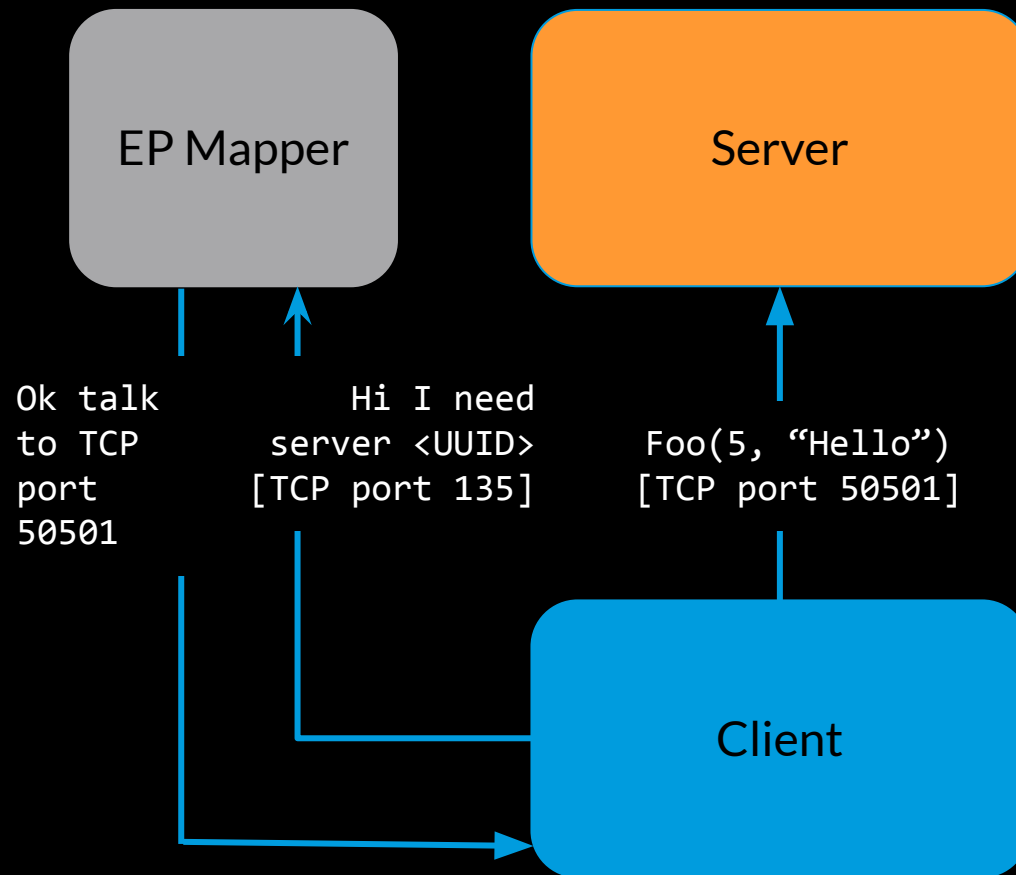 EP Mapper
Server
Ok talk
to TCP
port
50501
Hi I need
server <UUID>
[TCP port 135]
Foo(5, “Hello”)
[TCP port 50501]
Client